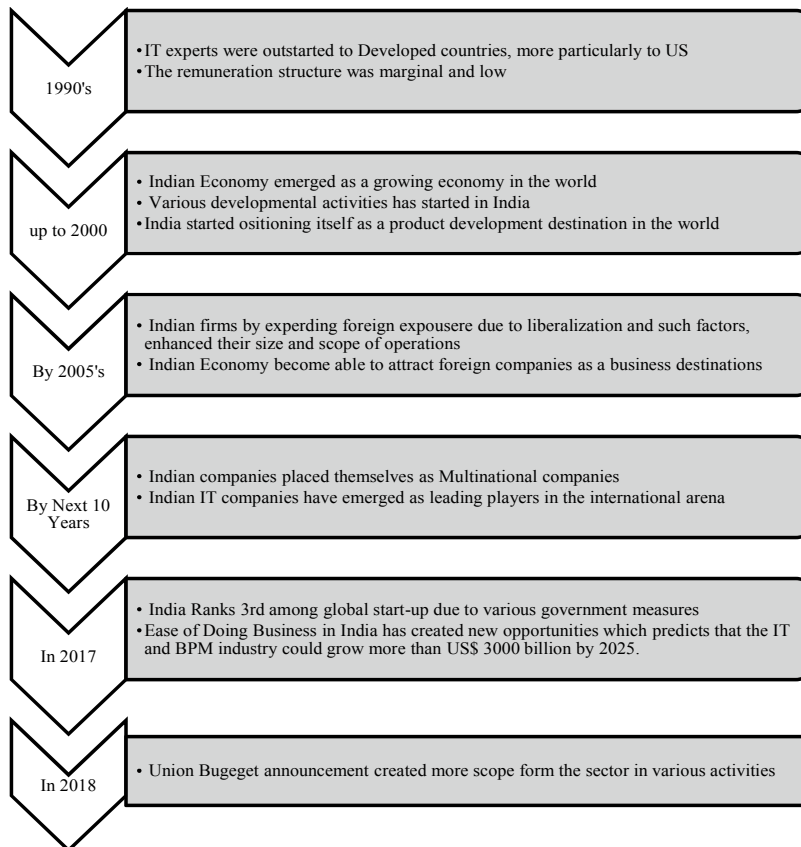 1990's
• IT experts were outstarted to Developed countries, more particularly to US
• The remuneration structure was marginal and low
up to 2000
• Indian Economy emerged as a growing economy in the world
• Various developmental activities has started in India
• India started ositioning itself as a product development destination in the world
By 2005's
• Indian firms by experding foreign expousere due to liberalization and such factors,
enhanced their size and scope of operations
• Indian Economy become able to attract foreign companies as a business destinations
By Next 10
Years
• Indian companies placed themselves as Multinational companies
• Indian IT companies have emerged as leading players in the international arena
In 2017
• India Ranks 3rd among global start-up due to various government measures
• Ease of Doing Business in India has created new opportunities which predicts that the IT
and BPM industry could grow more than US$ 3000 billion by 2025.
In 2018
• Union Bugeget announcement created more scope form the sector in various activities